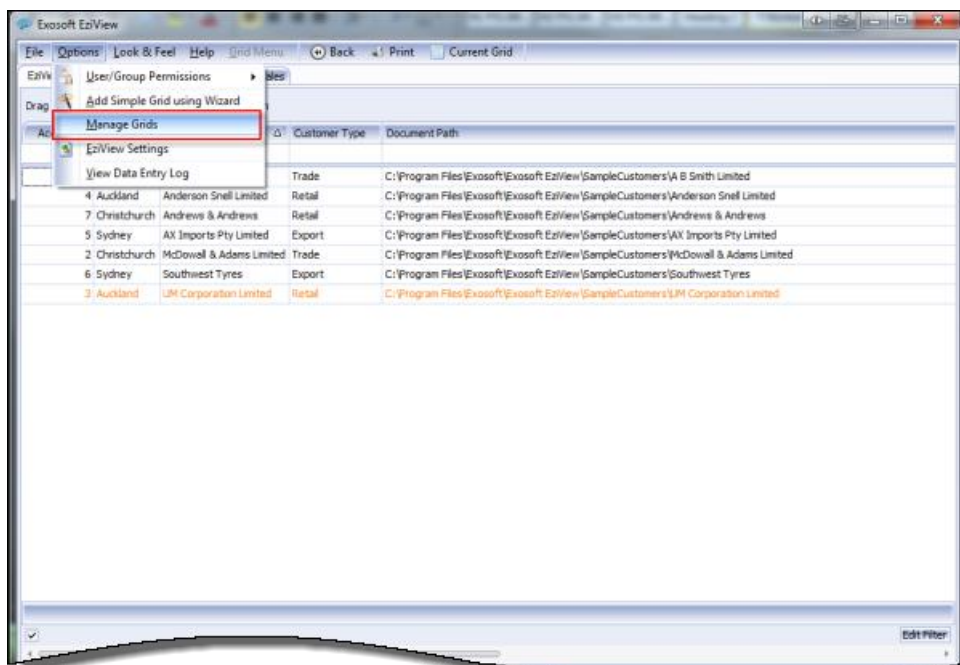 Exosoft EziView
File Options Look & Feel Help Grid Menu Back Print Current Grid
EziVi
User/Group Permissions
ales
Drag
Add Simple Grid using Wizard
Manage Grids
Ac Customer Type Document Path
EziView Settings
View Data Entry Log
Trade C:\Program Files\Exosoft\Exosoft EziView\SampleCustomers\A B Smith Limited
4 Auckland Anderson Snell Limited Retail C:\Program Files\Exosoft\Exosoft EziView\SampleCustomers\Anderson Snell Limited
7 Christchurch Andrews & Andrews Retail C:\Program Files\Exosoft\Exosoft EziView\SampleCustomers\Andrews & Andrews
5 Sydney AX Imports Pty Limited Export C:\Program Files\Exosoft\Exosoft EziView\SampleCustomers\AX Imports Pty Limited
2 Christchurch McDowall & Adams Limited Trade C:\Program Files\Exosoft\Exosoft EziView\SampleCustomers\McDowall & Adams Limited
6 Sydney Southwest Tyres Export C:\Program Files\Exosoft\Exosoft EziView\SampleCustomers\Southwest Tyres
3 Auckland IJM Corporation Limited Retail C:\Program Files\Exosoft\Exosoft EziView\SampleCustomers\IJM Corporation Limited
Edit Filter